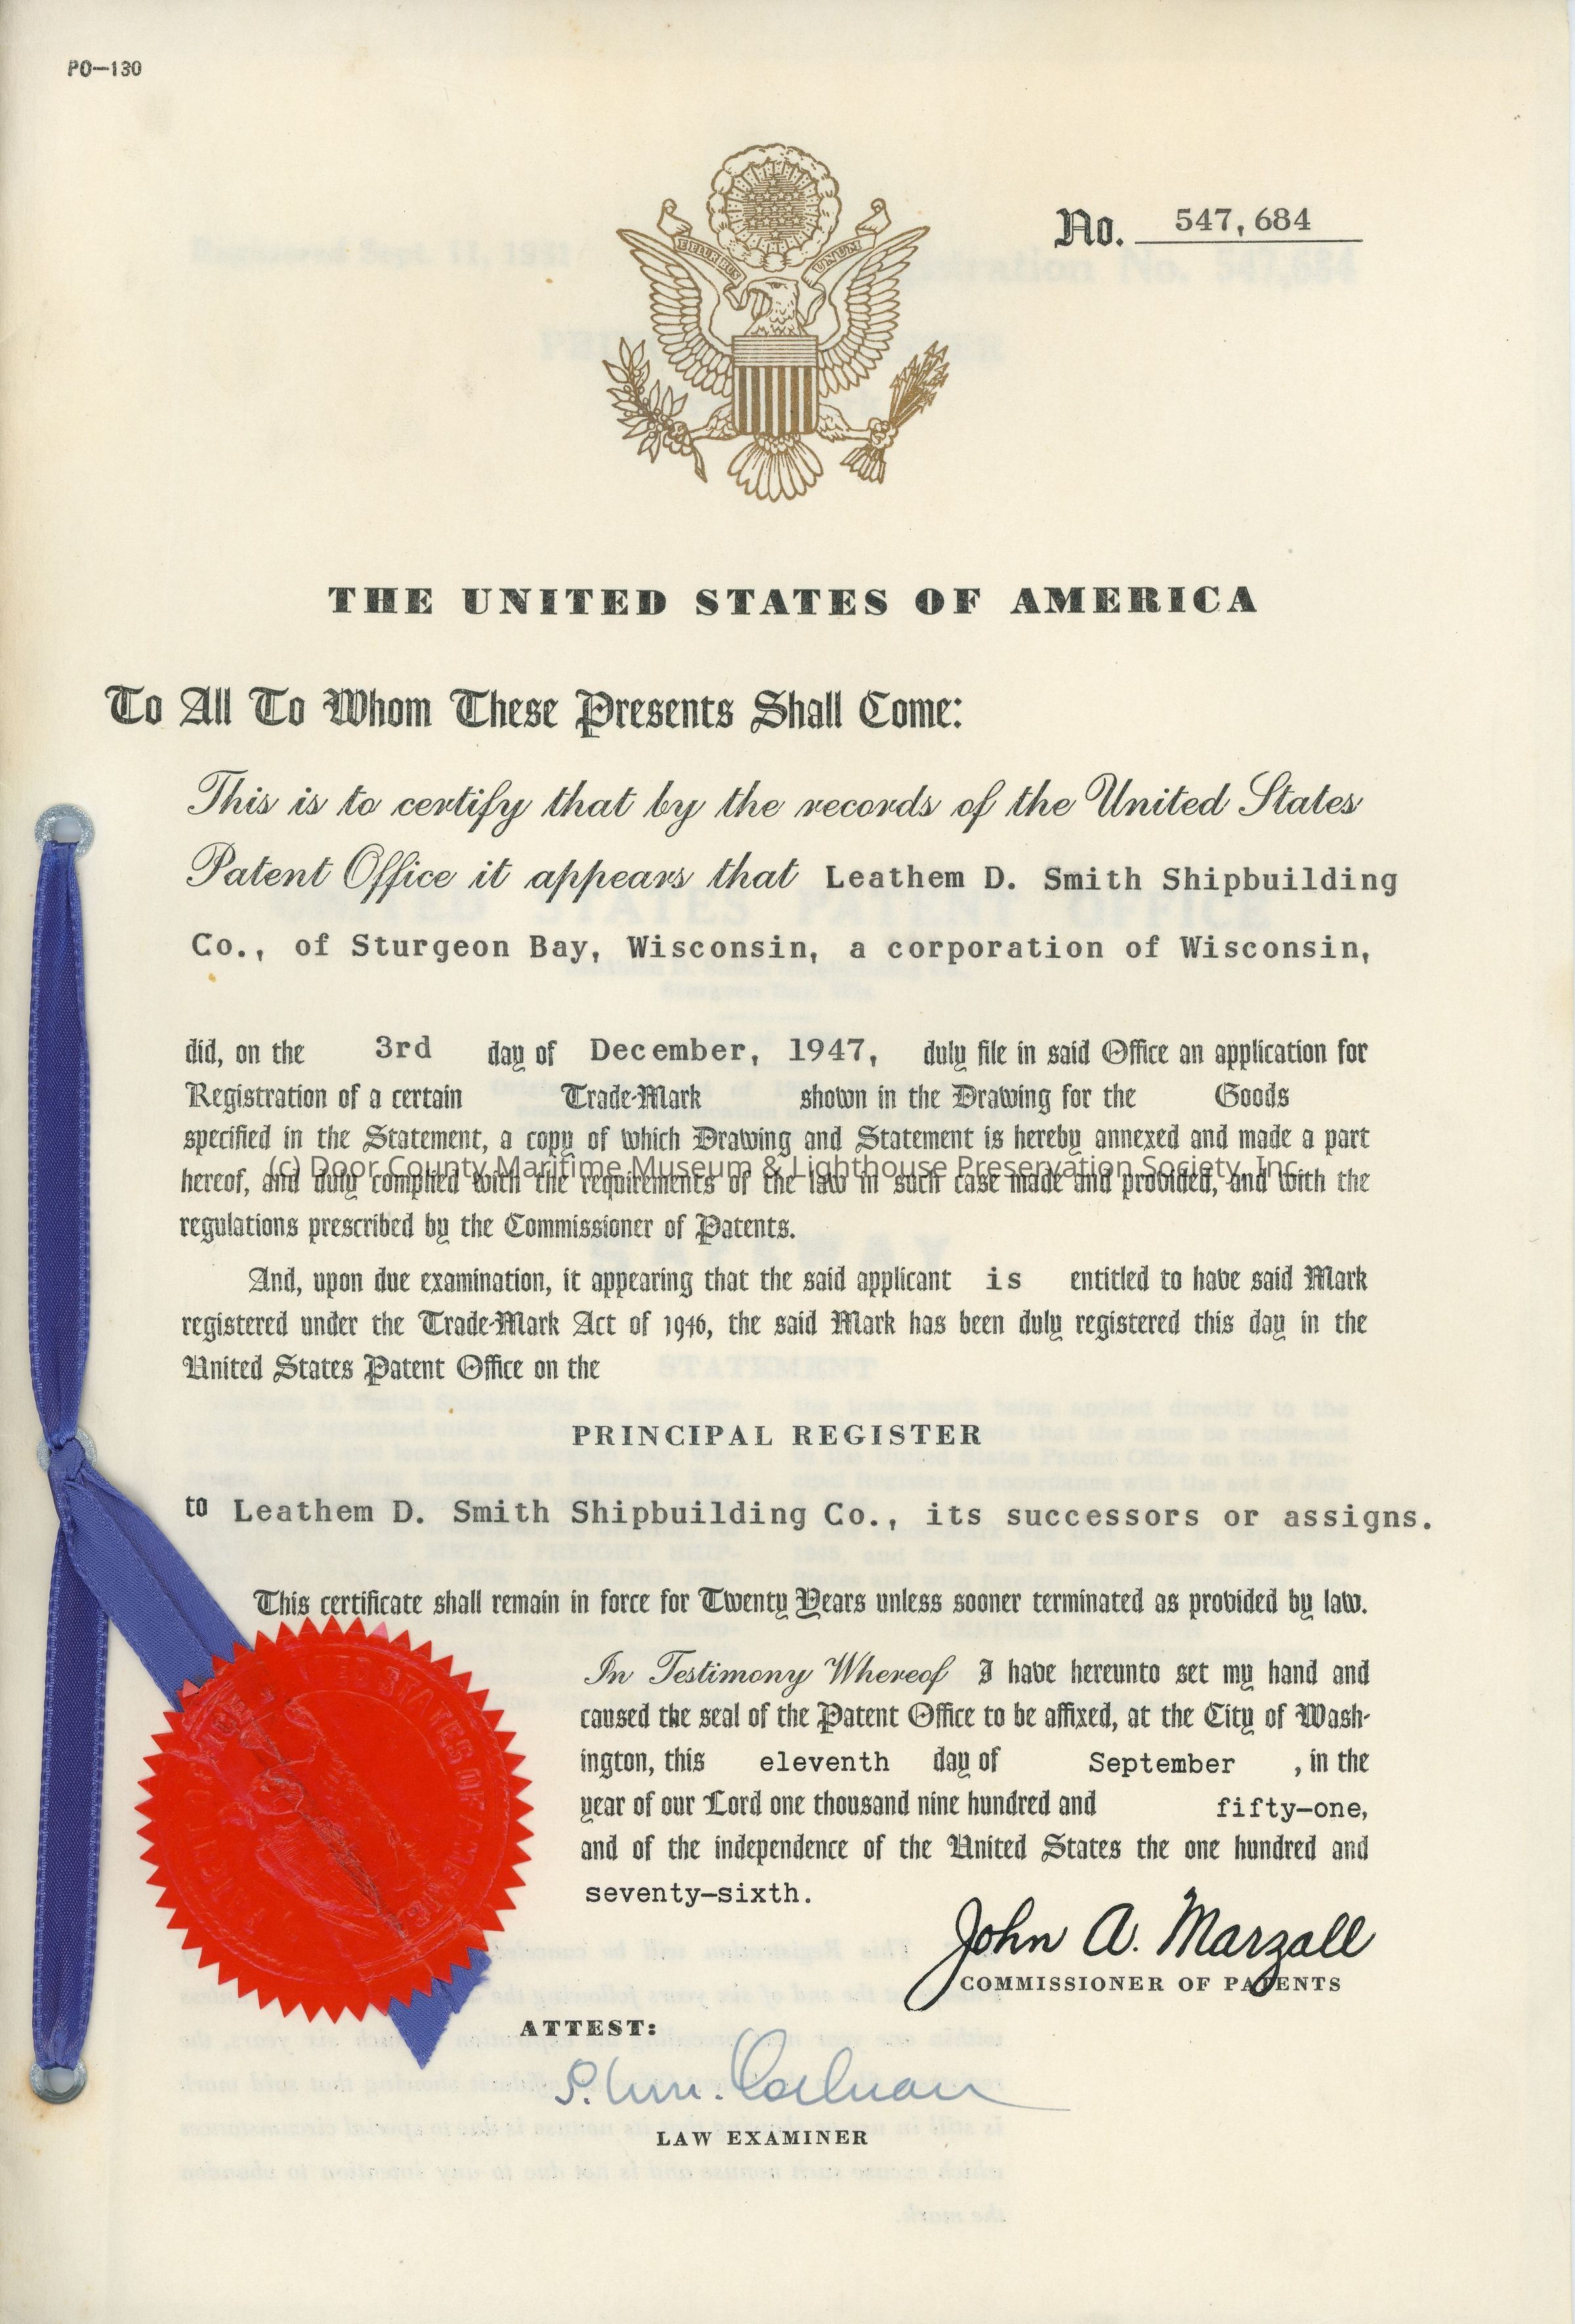 PO—130
No. 547,684
E PLURIBUS UNUM
THE UNITED STATES OF AMERICA
To All To Whom These Presents Shall Come:
This is to certify that by the records of the United States
Patent Office it appears that Leathem D. Smith Shipbuilding
Co., of Sturgeon Bay, Wisconsin, a corporation of Wisconsin,
did, on the 3rd day of December, 1947, duly file in said Office an application for
Registration of a certain Trade-Mark shown in the Drawing for the Goods
specified in the Statement, a copy of which Drawing and Statement is hereby annexed and made a part
(c) Door County Maritime Museum & Lighthouse Preservation Society, Inc.
hereof, and duly complied with the requirements of the law in such case made and provided, and with the
regulations prescribed by the Commissioner of Patents.
And, upon due examination, it appearing that the said applicant is entitled to have said Mark
registered under the Trade-Mark Act of 1946, the said Mark has been duly registered this day in the
United States Patent Office on the
PRINCIPAL REGISTER
to Leathem D. Smith Shipbuilding Co., its successors or assigns.
This certificate shall remain in force for Twenty Years unless sooner terminated as provided by law.
In Testimony Whereof I have hereunto set my hand and
caused the seal of the Patent Office to be affixed, at the City of Wash-
ington, this eleventh day of September , in the
year of our Lord one thousand nine hundred and fifty-one,
and of the independence of the United States the one hundred and
seventy-sixth.
John A. Marzall
COMMISSIONER OF PATENTS
ATTEST:
LAW EXAMINER